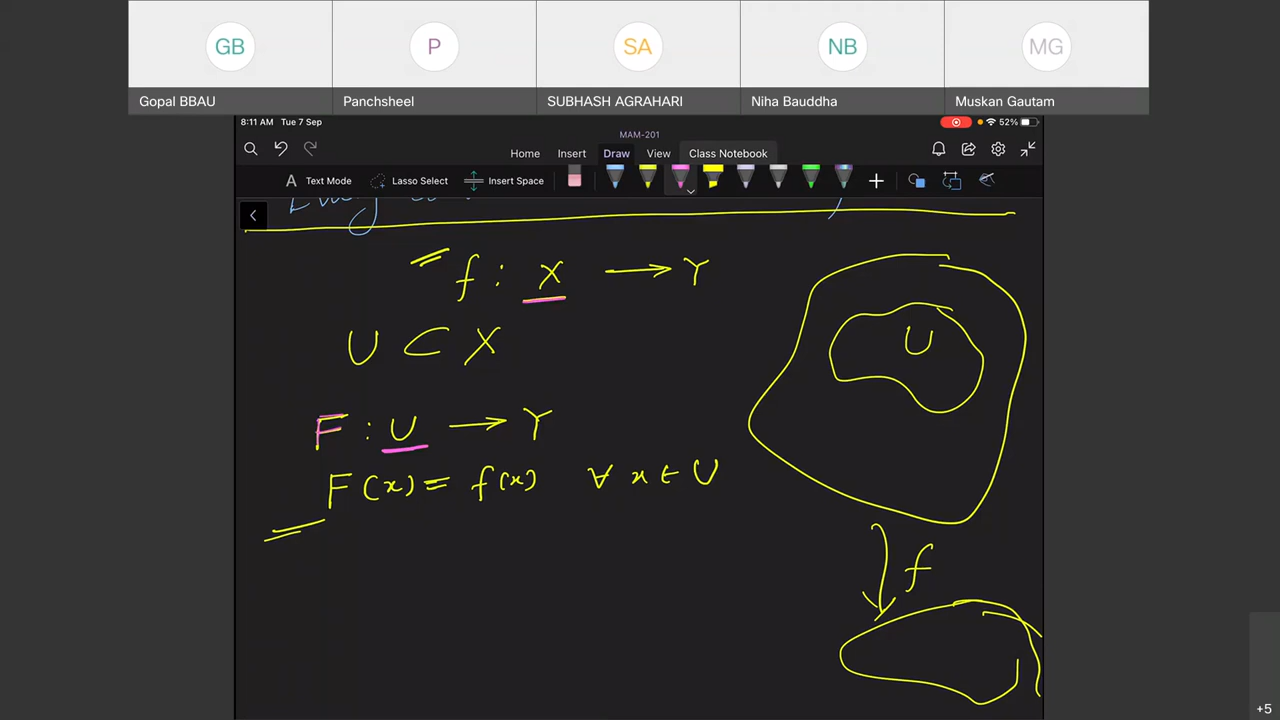 GB P SA NB MG
Gopal BBAU Panchsheel SUBHASH AGRAHARI Niha Bauddha Muskan Gautam
8:11 AM Tue 7 Sep 52%
MAM-201
Home Insert Draw View Class Notebook
A Text Mode Lasso Select Insert Space
f : X → Y
U ⊂ X
U
F : U → Y
F(x) = f(x) ∀ x ∈ U
f
+5